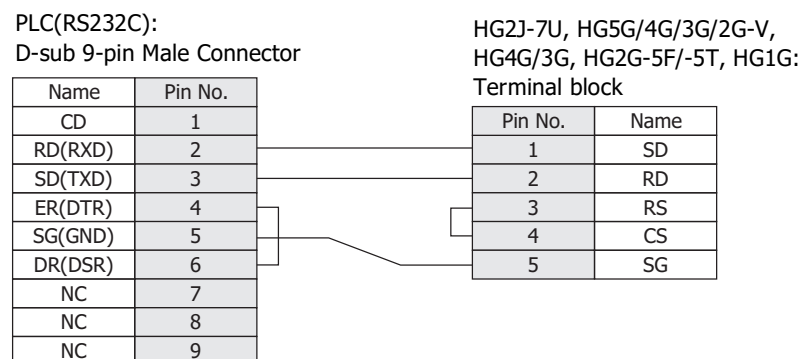 PLC(RS232C):
D-sub 9-pin Male Connector
Name Pin No.
CD 1
RD(RXD) 2
SD(TXD) 3
ER(DTR) 4
SG(GND) 5
DR(DSR) 6
NC 7
NC 8
NC 9
HG2J-7U, HG5G/4G/3G/2G-V,
HG4G/3G, HG2G-5F/-5T, HG1G:
Terminal block
Pin No. Name
1 SD
2 RD
3 RS
4 CS
5 SG